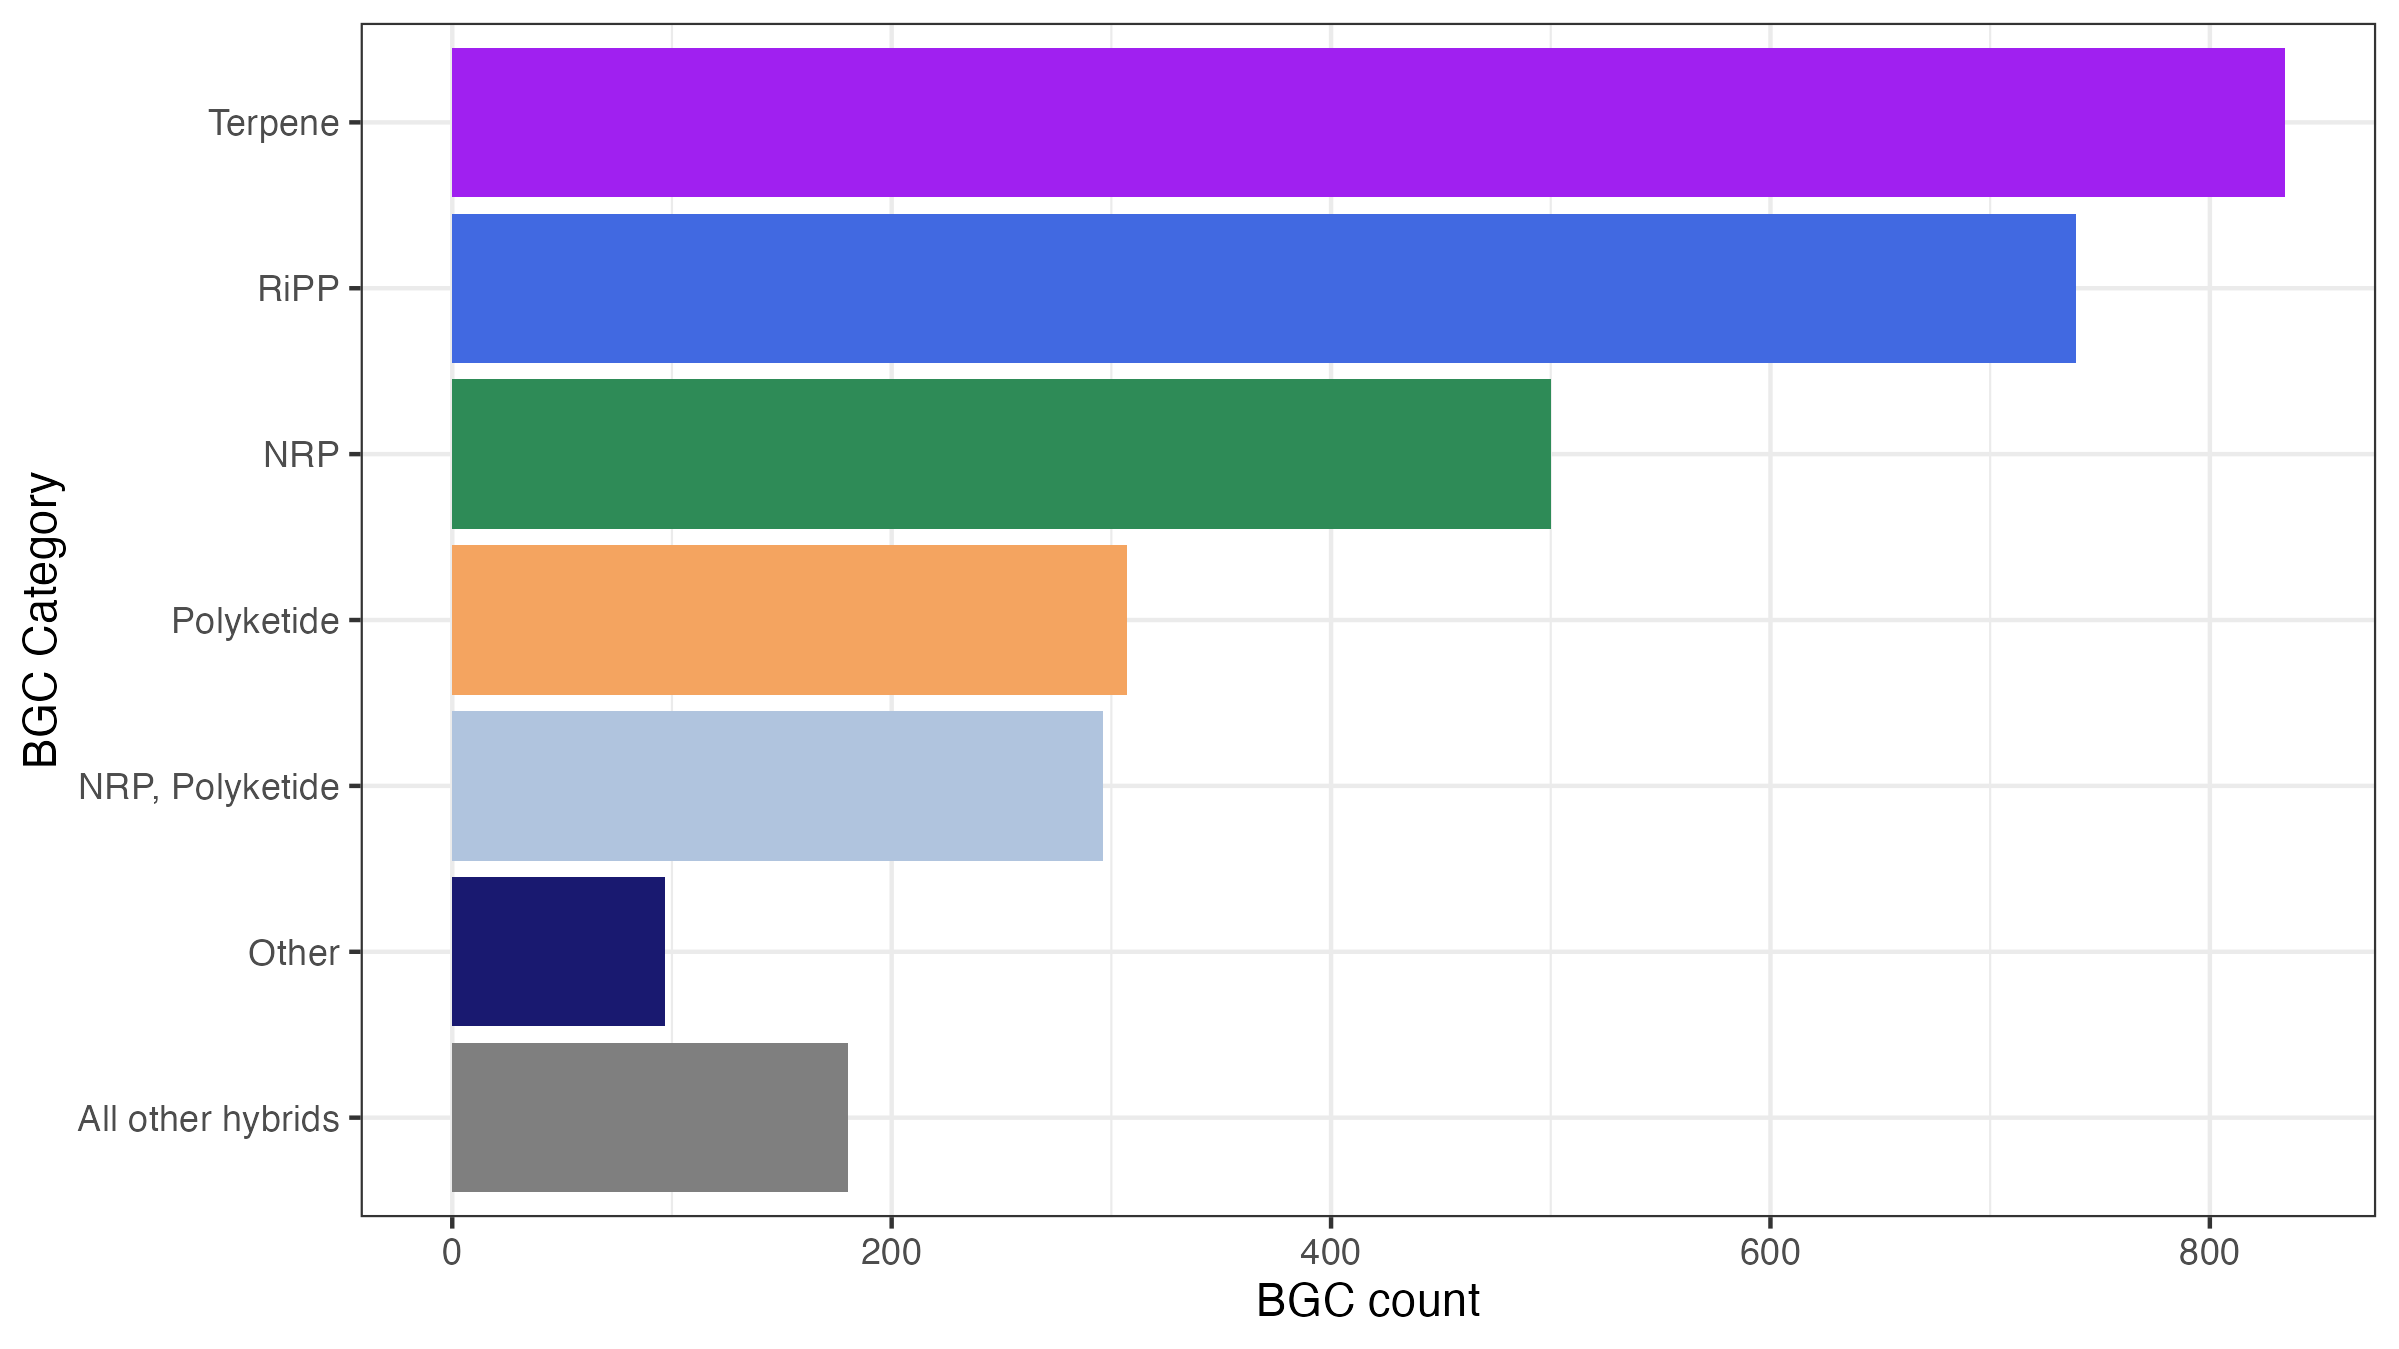 BGC Category
Terpene
RiPP
NRP
Polyketide
NRP, Polyketide
Other
All other hybrids
0 200 400 600 800
BGC count